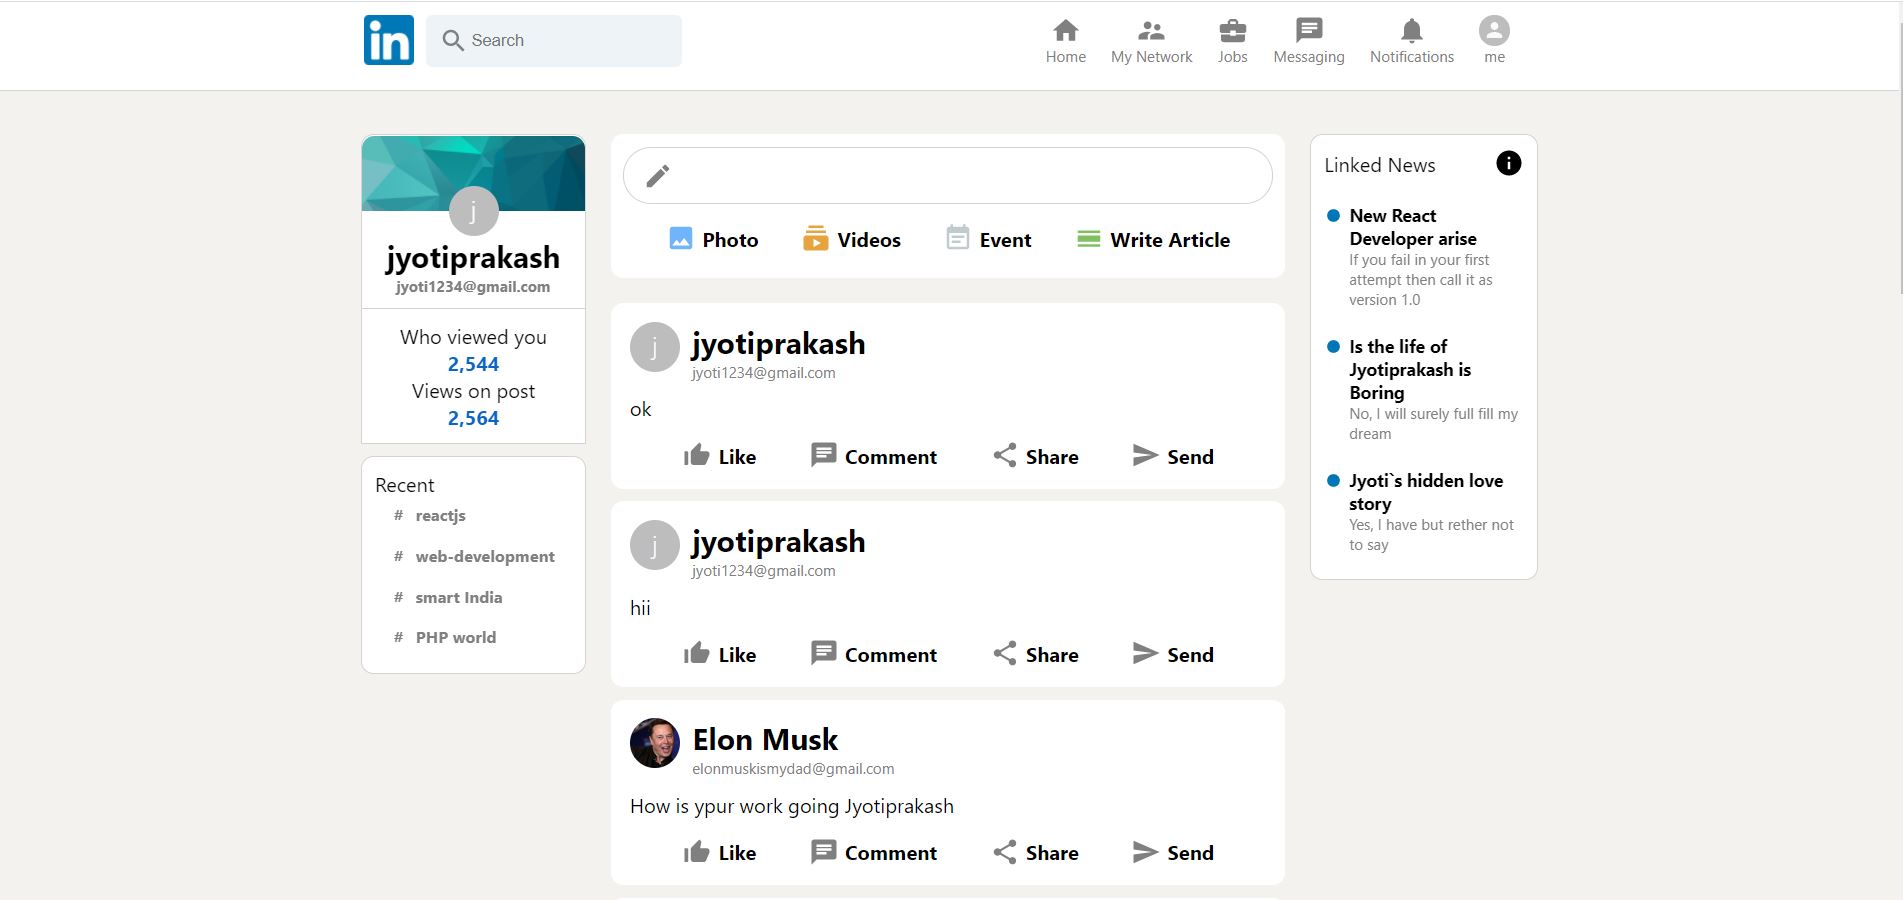 in
Search
Home
My Network
Jobs
Messaging
Notifications
me
j
jyotiprakash
jyoti1234@gmail.com
Who viewed you
2,544
Views on post
2,564
Recent
# reactjs
# web-development
# smart India
# PHP world
Photo
Videos
Event
Write Article
j
jyotiprakash
jyoti1234@gmail.com
ok
Like
Comment
Share
Send
j
jyotiprakash
jyoti1234@gmail.com
hii
Like
Comment
Share
Send
Elon Musk
elonmuskismydad@gmail.com
How is ypur work going Jyotiprakash
Like
Comment
Share
Send
Linked News
New React
Developer arise
If you fail in your first
attempt then call it as
version 1.0
Is the life of
Jyotiprakash is
Boring
No, I will surely full fill my
dream
Jyoti`s hidden love
story
Yes, I have but rether not
to say